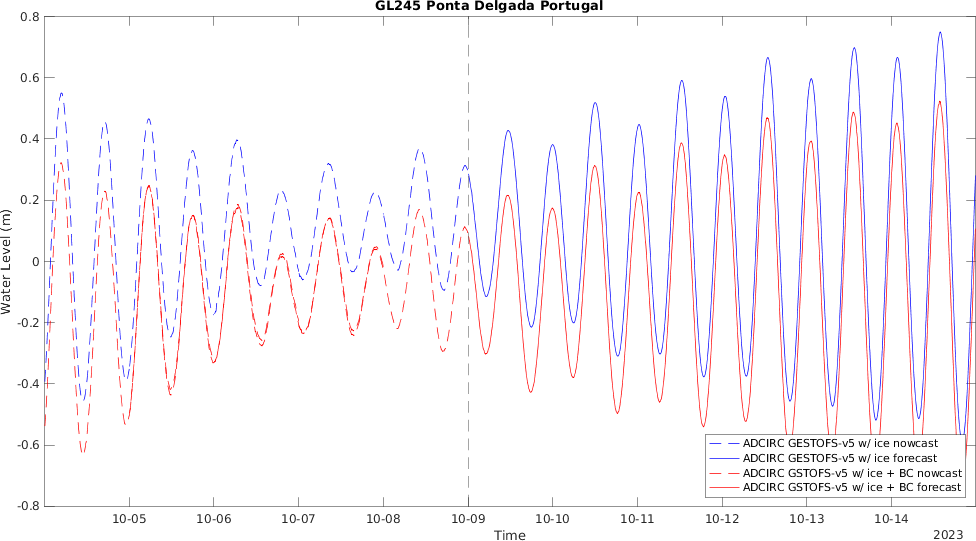 GL245 Ponta Delgada Portugal
0.8
0.6
0.4
0.2
0
-0.2
-0.4
-0.6
-0.8
Water Level (m)
ADCIRC GESTOFS-v5 w/ ice nowcast
ADCIRC GESTOFS-v5 w/ ice forecast
ADCIRC GSTOFS-v5 w/ ice + BC nowcast
ADCIRC GSTOFS-v5 w/ ice + BC forecast
10-05 10-06 10-07 10-08 10-09 10-10 10-11 10-12 10-13 10-14
Time
2023